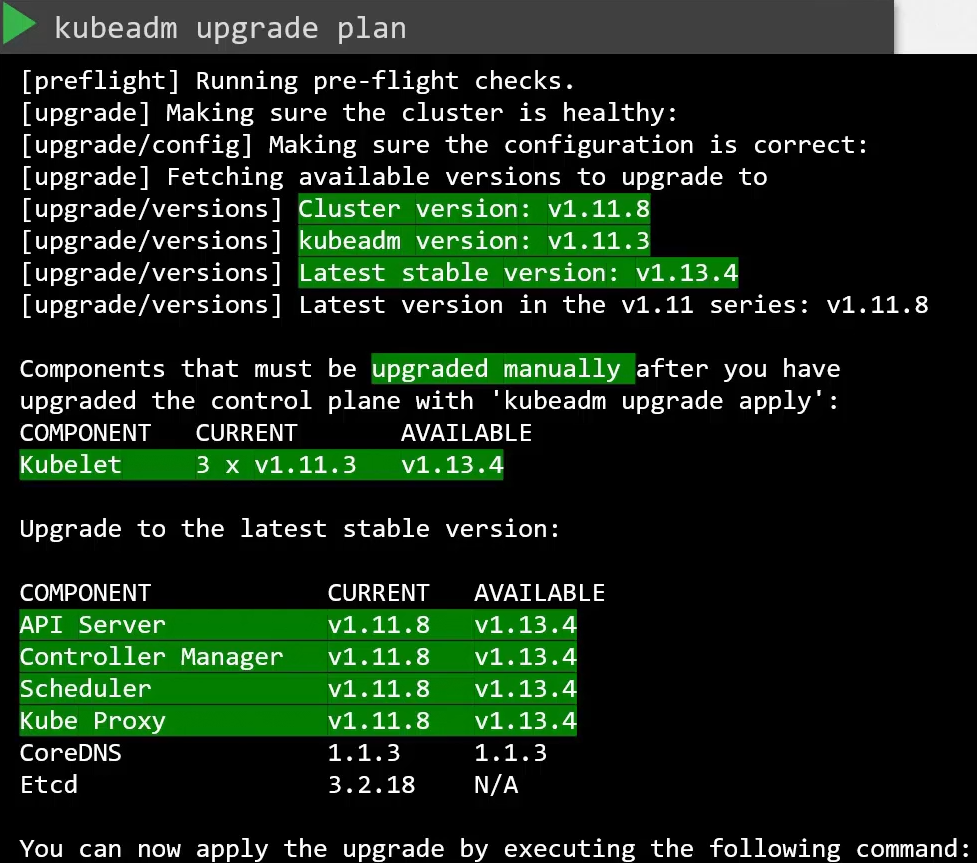 kubeadm upgrade plan
[preflight] Running pre-flight checks.
[upgrade] Making sure the cluster is healthy:
[upgrade/config] Making sure the configuration is correct:
[upgrade] Fetching available versions to upgrade to
[upgrade/versions] Cluster version: v1.11.8
[upgrade/versions] kubeadm version: v1.11.3
[upgrade/versions] Latest stable version: v1.13.4
[upgrade/versions] Latest version in the v1.11 series: v1.11.8
Components that must be upgraded manually after you have
upgraded the control plane with 'kubeadm upgrade apply':
COMPONENT CURRENT AVAILABLE
Kubelet 3 x v1.11.3 v1.13.4
Upgrade to the latest stable version:
COMPONENT CURRENT AVAILABLE
API Server v1.11.8 v1.13.4
Controller Manager v1.11.8 v1.13.4
Scheduler v1.11.8 v1.13.4
Kube Proxy v1.11.8 v1.13.4
CoreDNS 1.1.3 1.1.3
Etcd 3.2.18 N/A
You can now apply the upgrade by executing the following command: